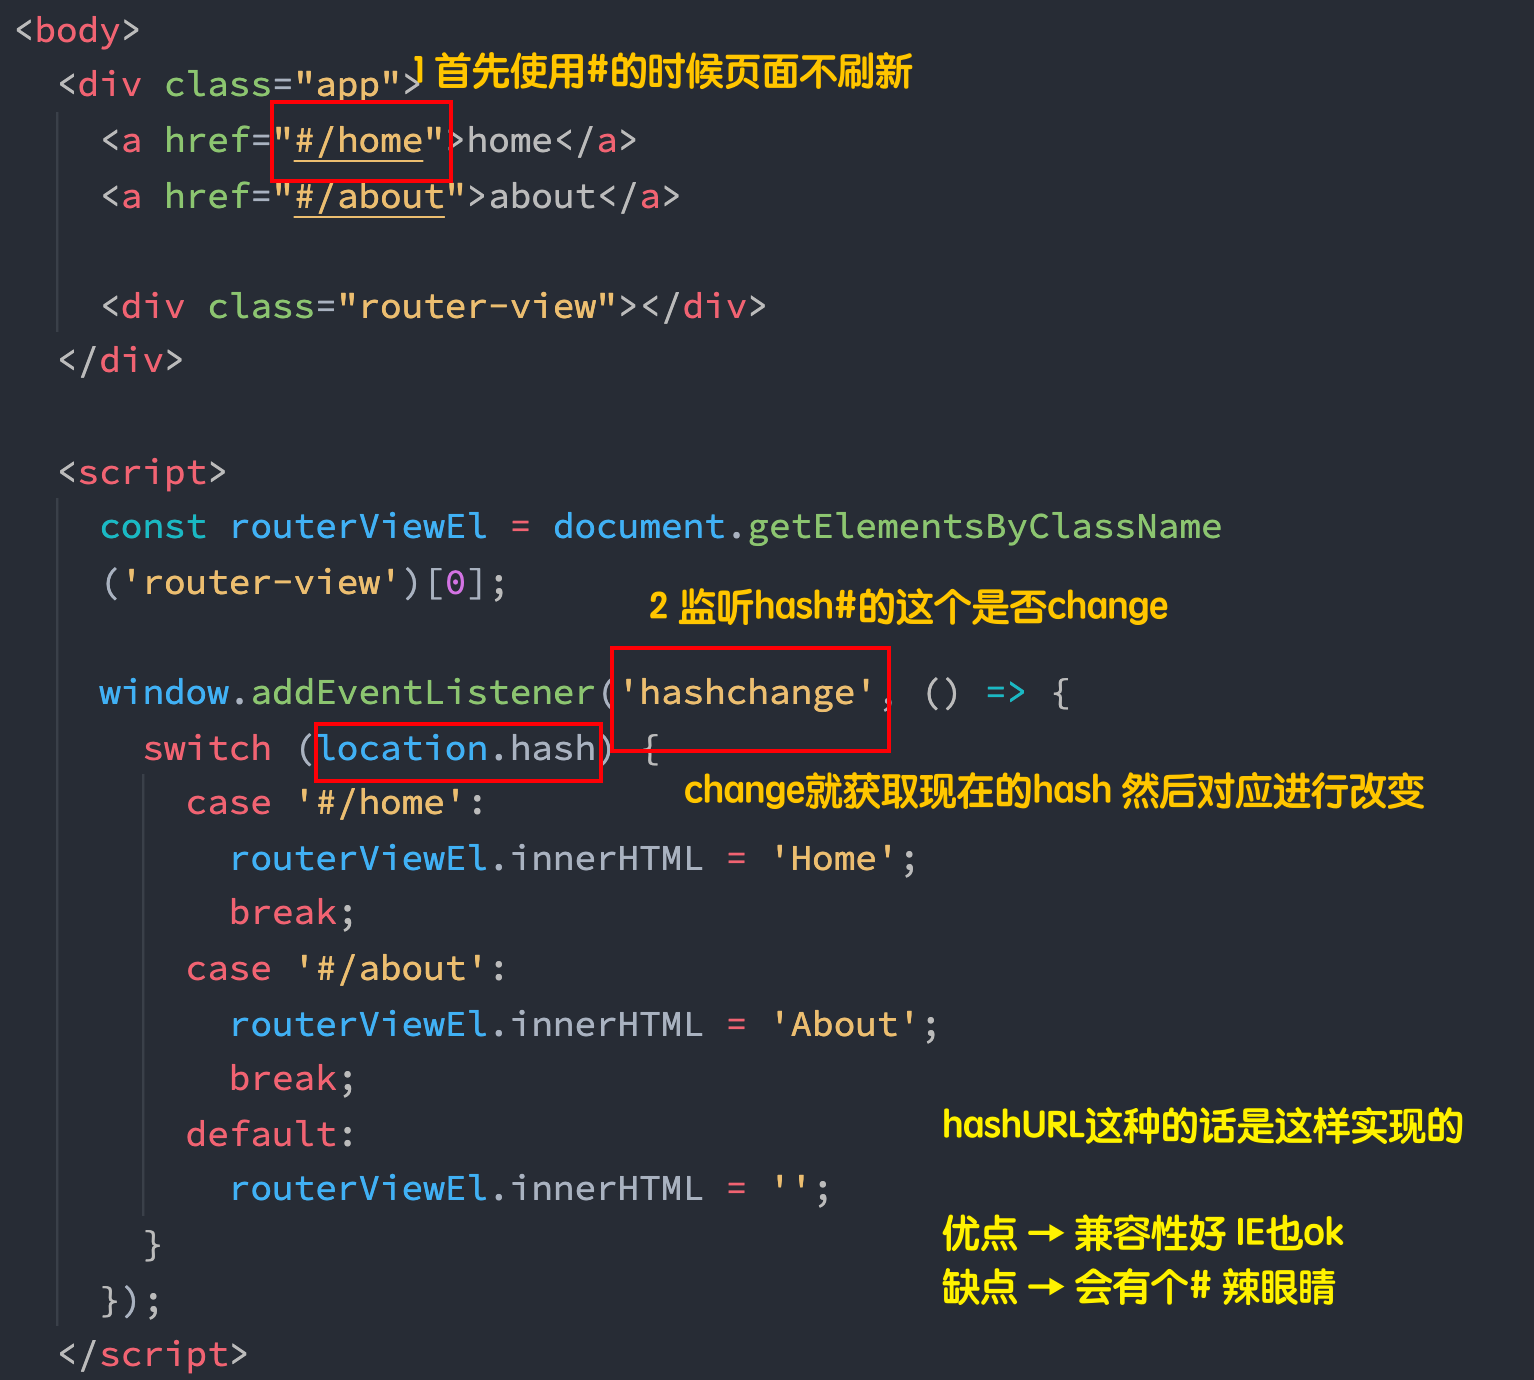 <body>
<div class="app">
1 首先使用#的时候页面不刷新
<a href="#/home">home</a>
<a href="#/about">about</a>
<div class="router-view"></div>
</div>
<script>
const routerViewEl = document.getElementsByClassName
('router-view')[0];
2 监听hash#的这个是否change
window.addEventListener('hashchange', () => {
switch (location.hash) {
change就获取现在的hash 然后对应进行改变
case '#/home':
routerViewEl.innerHTML = 'Home';
break;
case '#/about':
routerViewEl.innerHTML = 'About';
break;
hashURL这种的话是这样实现的
default:
routerViewEl.innerHTML = '';
优点 → 兼容性好 IE也ok
}
缺点 → 会有个# 辣眼睛
});
</script>